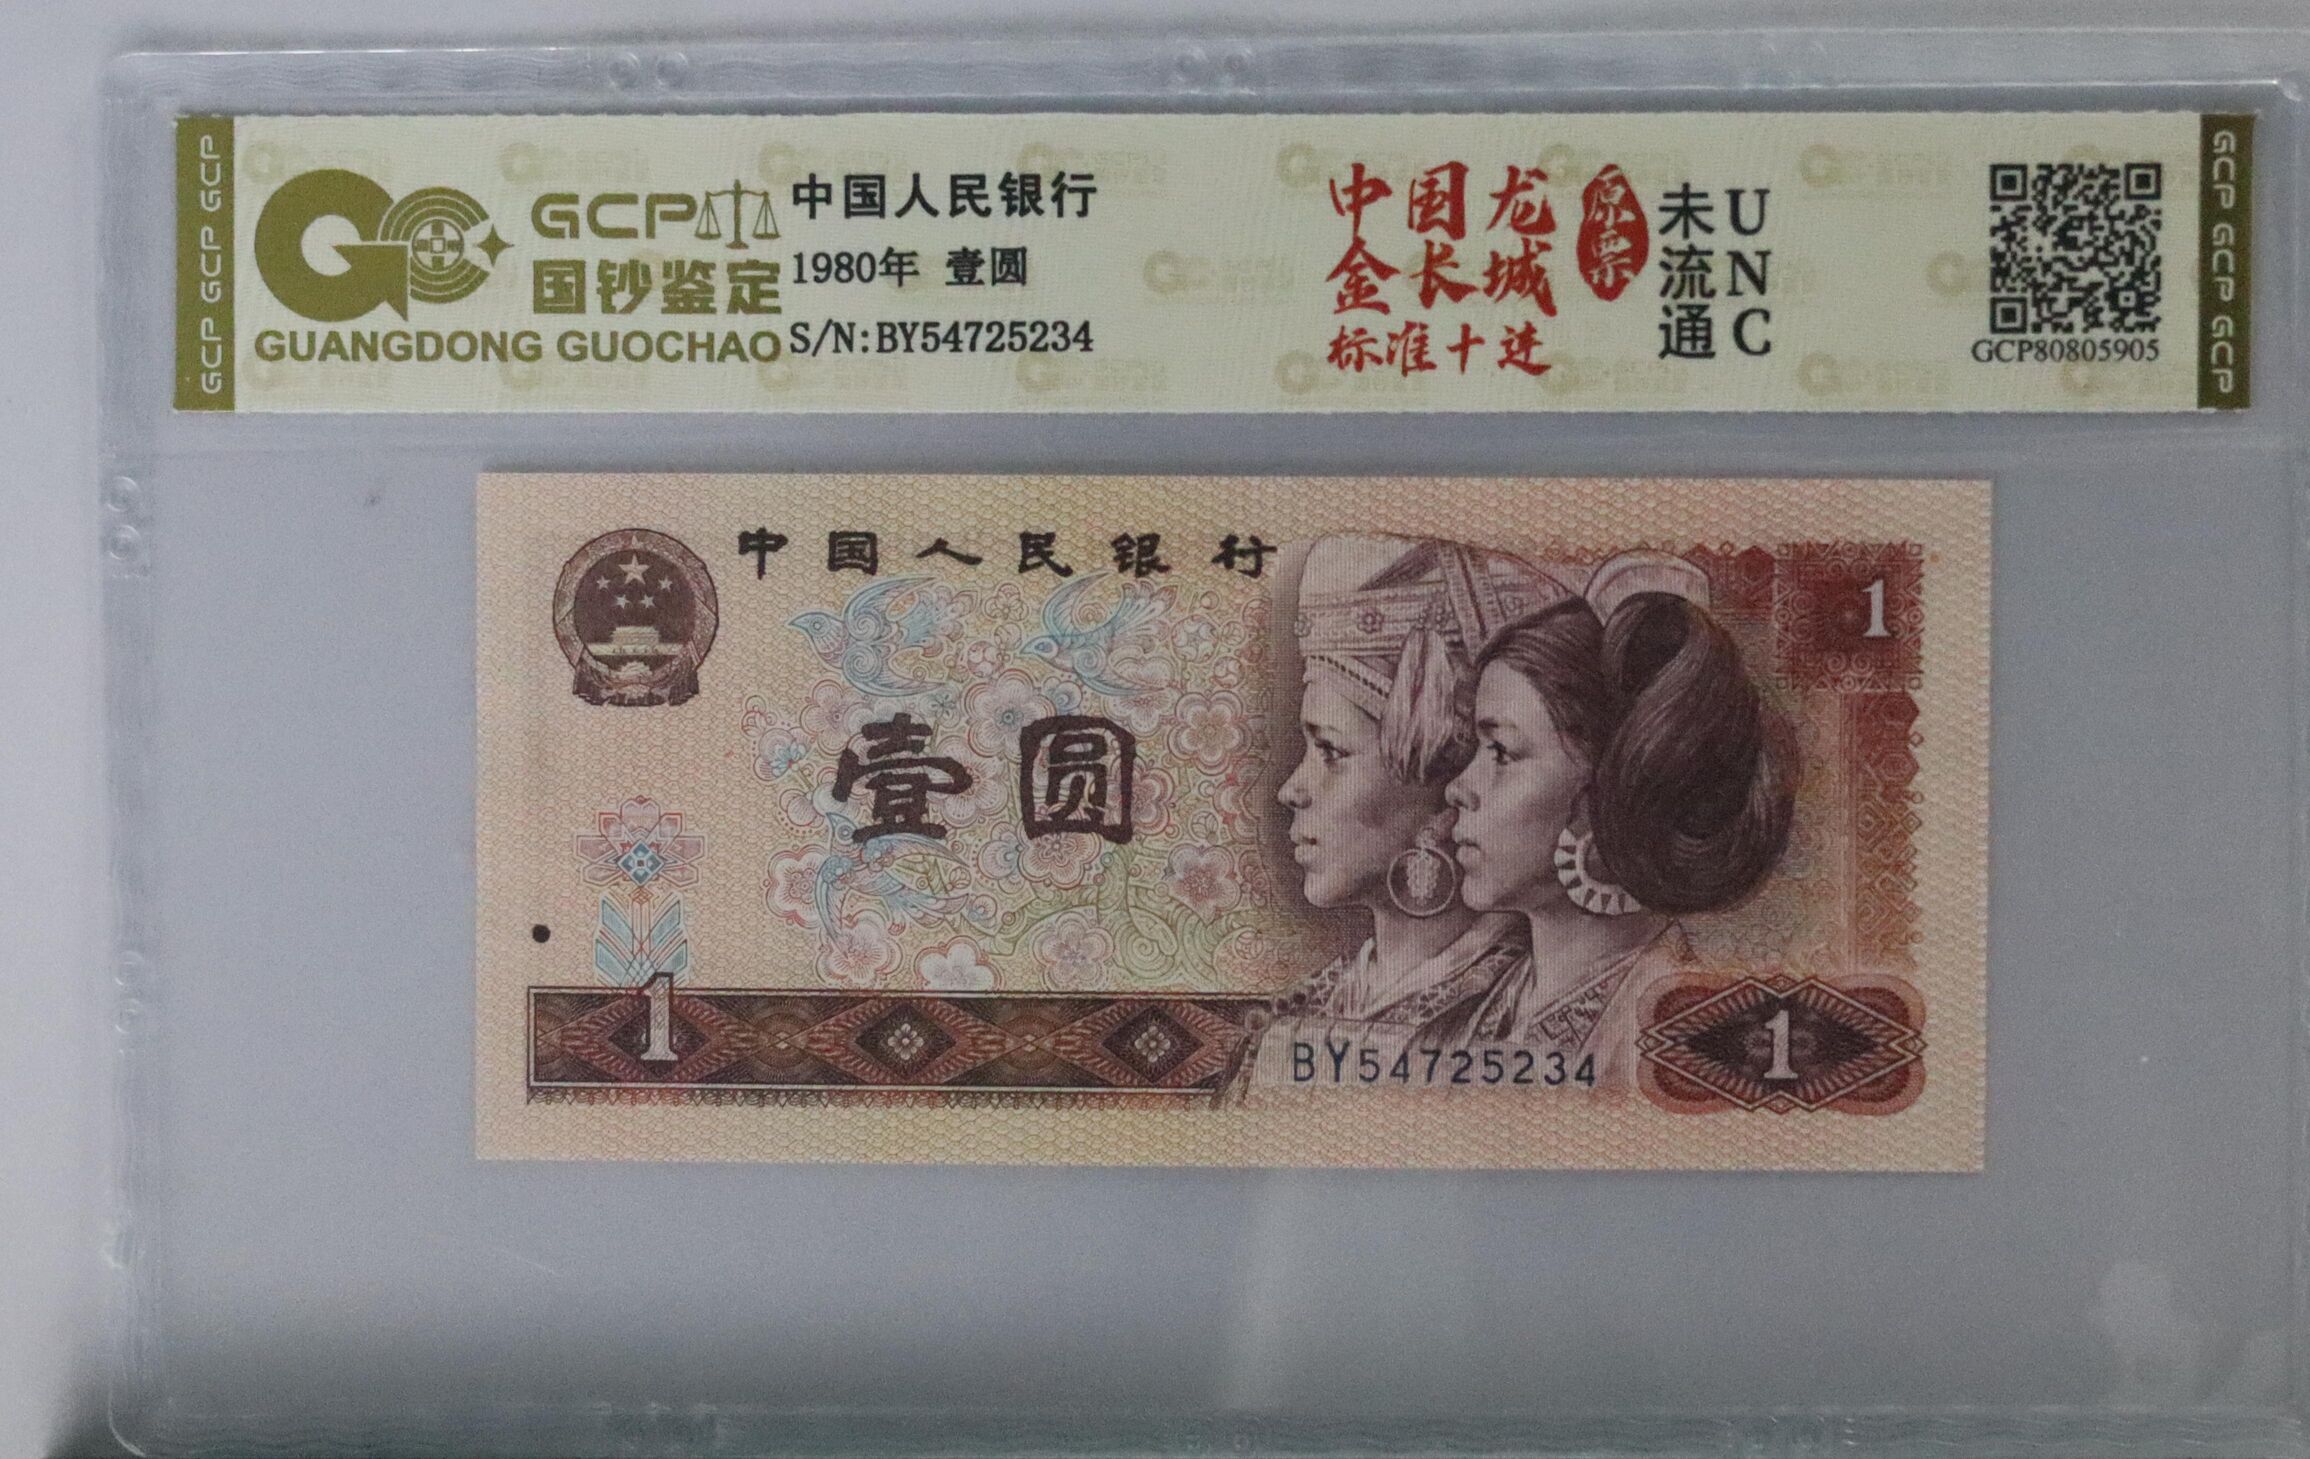 GCP GCP GCP
GCP
国钞鉴定
GUANGDONG GUOCHAO
中国人民银行
1980年 壹圆
S/N:BY54725234
中国龙
金长城
标准十进
原票
未流通
UNC
GCP80805905
GCP GCP GCP
中国人民银行
1
壹圆
1
BY54725234
1